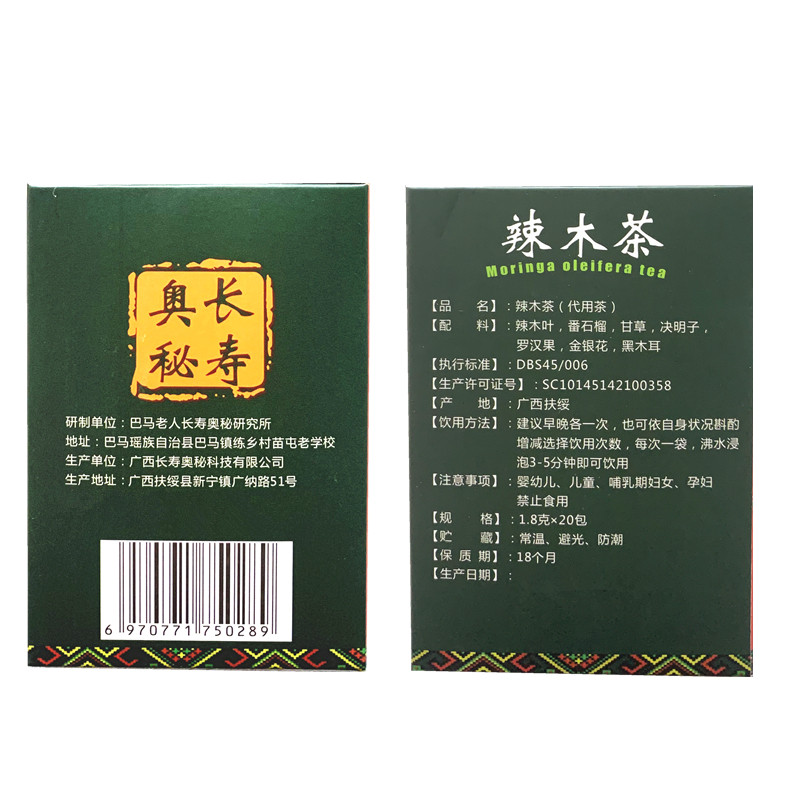 长寿
奥秘
研制单位：巴马老人长寿奥秘研究所
地址：巴马瑶族自治县巴马镇练乡村苗屯老学校
生产单位：广西长寿奥秘科技有限公司
生产地址：广西扶绥县新宁镇广纳路51号
6 970771 750289
辣木茶
Moringa oleifera tea
【品 名】：辣木茶（代用茶）
【配 料】：辣木叶，番石榴，甘草，决明子，
罗汉果，金银花，黑木耳
【执行标准】：DBS45/006
【生产许可证号】：SC10145142100358
【产 地】：广西扶绥
【饮用方法】：建议早晚各一次，也可依自身状况斟酌
增减选择饮用次数，每次一袋，沸水浸
泡3-5分钟即可饮用
【注意事项】：婴幼儿、儿童、哺乳期妇女、孕妇
禁止食用
【规 格】：1.8克×20包
【贮 藏】：常温、避光、防潮
【保 质 期】：18个月
【生产日期】：